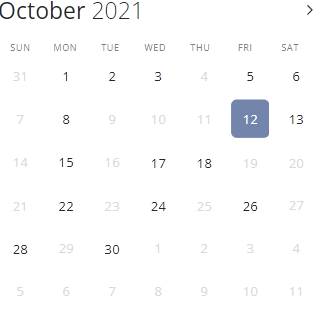 October 2021
SUN MON TUE WED THU FRI SAT
31 1 2 3 4 5 6
7 8 9 10 11 12 13
14 15 16 17 18 19 20
21 22 23 24 25 26 27
28 29 30 1 2 3 4
5 6 7 8 9 10 11